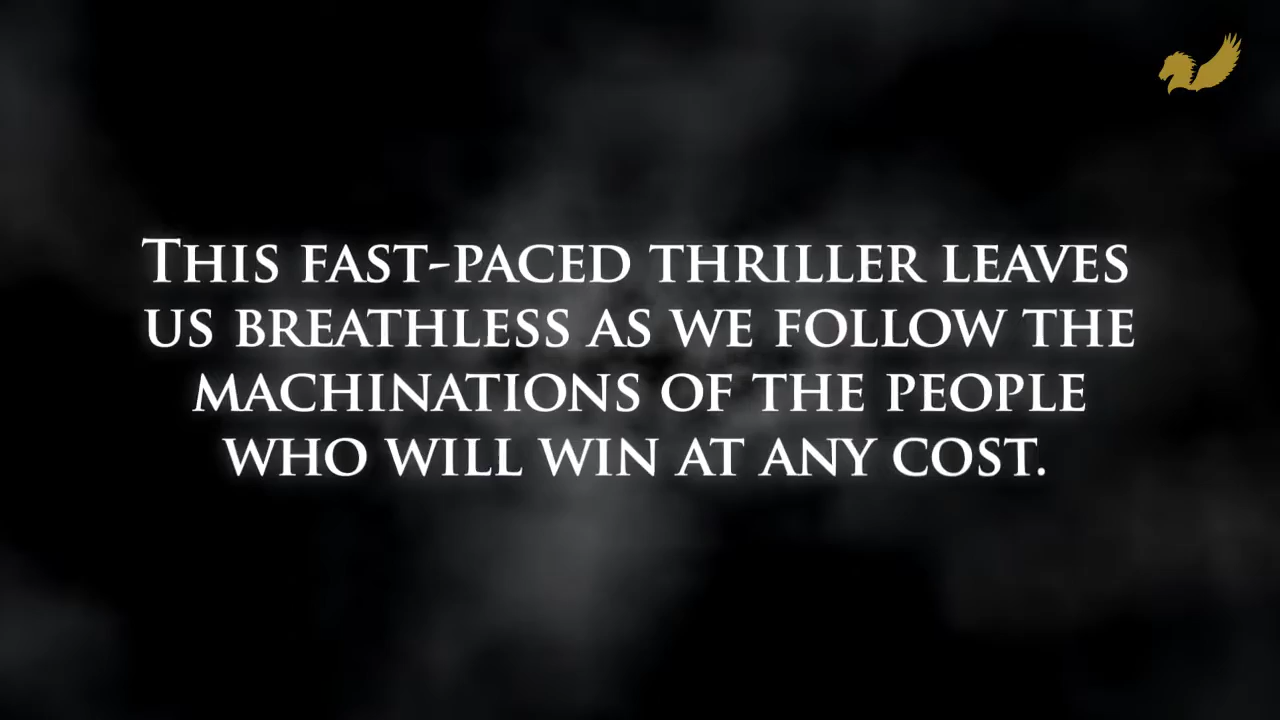 This fast-paced thriller leaves
us breathless as we follow the
machinations of the people
who will win at any cost.